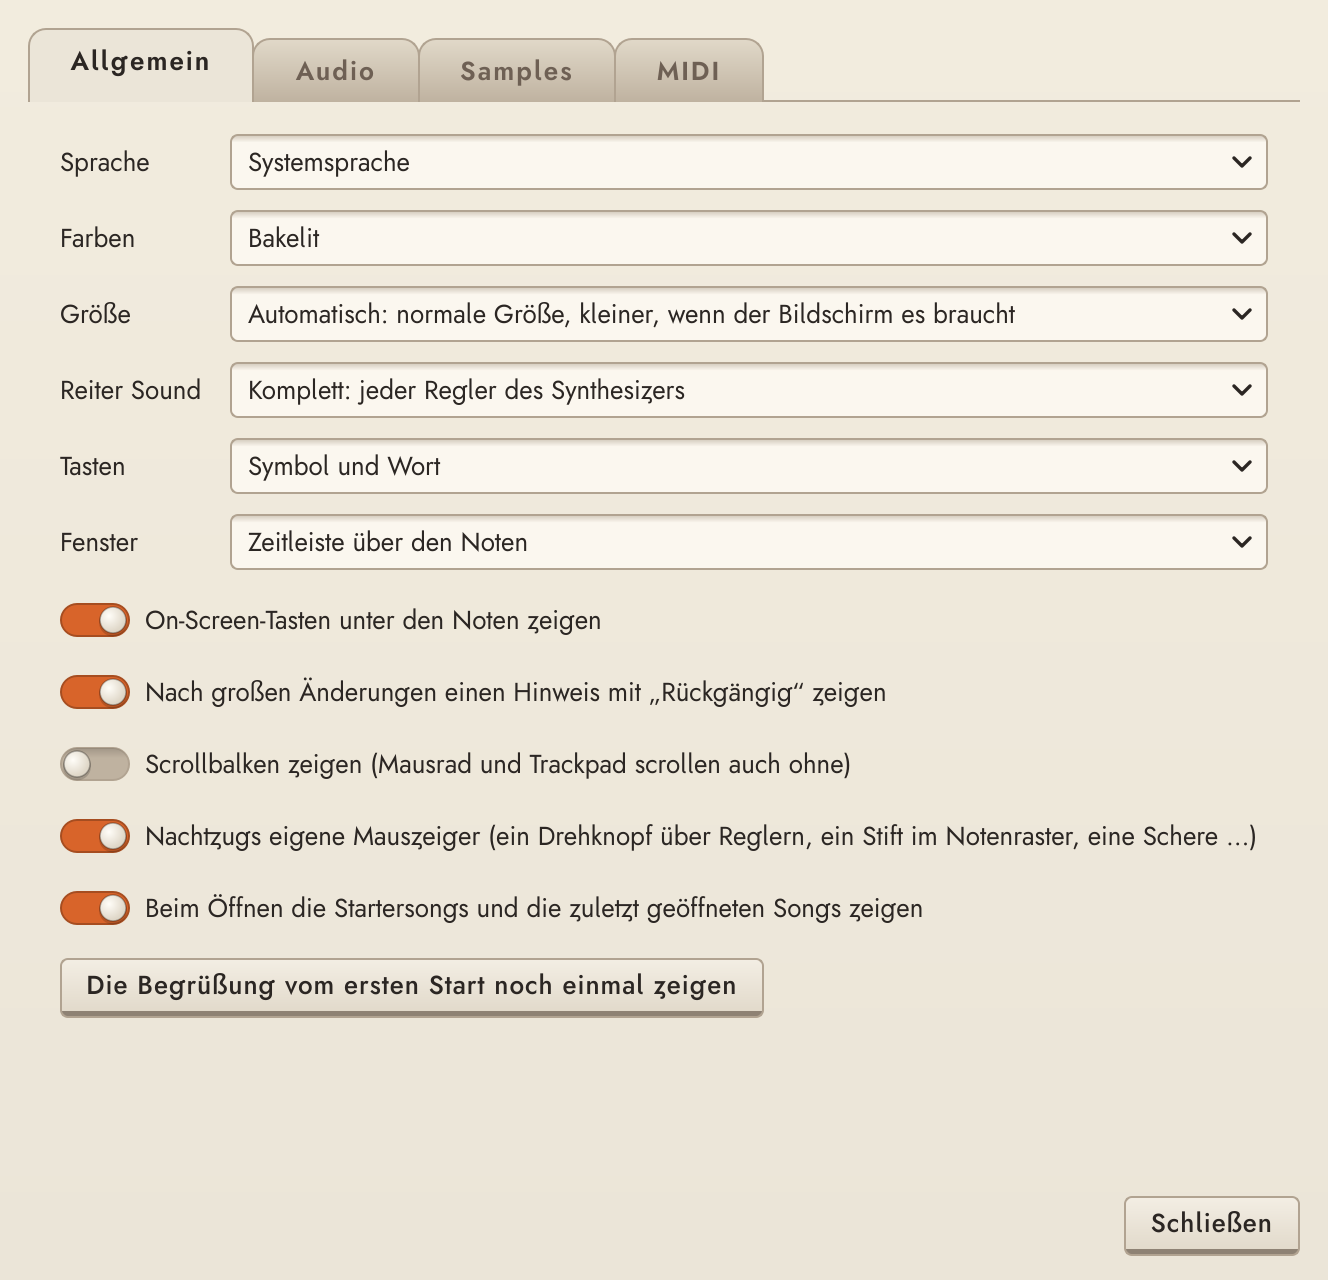 Allgemein Audio Samples MIDI
Sprache Systemsprache
Farben Bakelit
Größe Automatisch: normale Größe, kleiner, wenn der Bildschirm es braucht
Reiter Sound Komplett: jeder Regler des Synthesizers
Tasten Symbol und Wort
Fenster Zeitleiste über den Noten
On-Screen-Tasten unter den Noten zeigen
Nach großen Änderungen einen Hinweis mit „Rückgängig“ zeigen
Scrollbalken zeigen (Mausrad und Trackpad scrollen auch ohne)
Nachtzugs eigene Mauszeiger (ein Drehknopf über Reglern, ein Stift im Notenraster, eine Schere …)
Beim Öffnen die Startersongs und die zuletzt geöffneten Songs zeigen
Die Begrüßung vom ersten Start noch einmal zeigen
Schließen